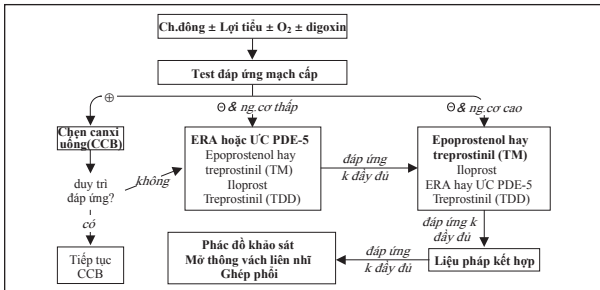 Ch.đông ± Lợi tiểu ± O₂ ± digoxin
Test đáp ứng mạch cấp
⊕
Θ & ng.cơ thấp
Θ & ng.cơ cao
Chẹn canxi
uống(CCB)
duy trì
đáp ứng?
không
có
Tiếp tục
CCB
ERA hoặc ƯC PDE-5
Epoprostenol hay
treprostinil (TM)
Iloprost
Treprostinil (TDD)
đáp ứng
k đầy đủ
Epoprostenol hay
treprostinil (TM)
Iloprost
ERA hay ƯC PDE-5
Treprostinil (TDD)
đáp ứng k
đầy đủ
Liệu pháp kết hợp
đáp ứng
k đầy đủ
Phác đồ khảo sát
Mở thông vách liên nhĩ
Ghép phổi